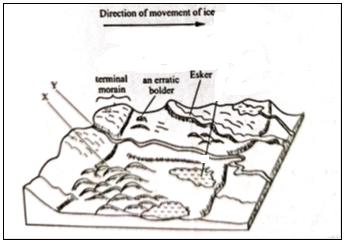 Direction of movement of ice
terminal
morain
an erratic
bolder
Esker
Y
X